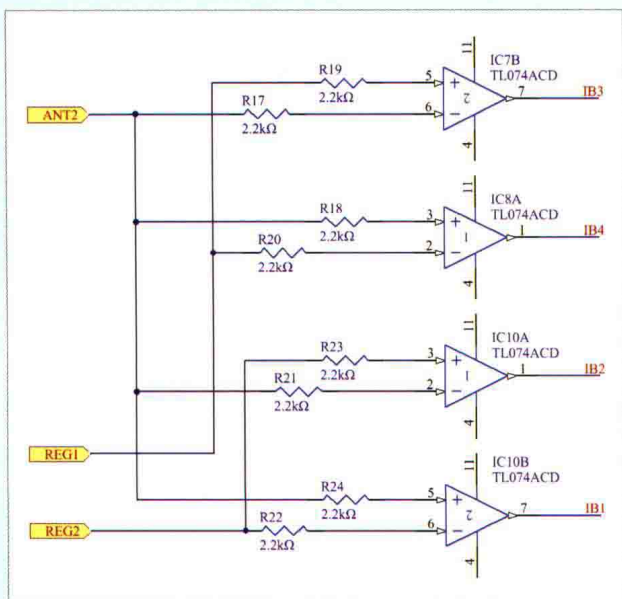 11
IC7B
TL074ACD
R19
2.2kΩ
5
+
2
7
IB3
ANT2
R17
2.2kΩ
6
−
4
11
IC8A
TL074ACD
R18
2.2kΩ
3
+
1
1
IB4
R20
2.2kΩ
2
−
4
11
IC10A
TL074ACD
R23
2.2kΩ
3
+
1
1
IB2
R21
2.2kΩ
2
−
4
REG1
11
IC10B
TL074ACD
R24
2.2kΩ
5
+
2
7
IB1
REG2
R22
2.2kΩ
6
−
4